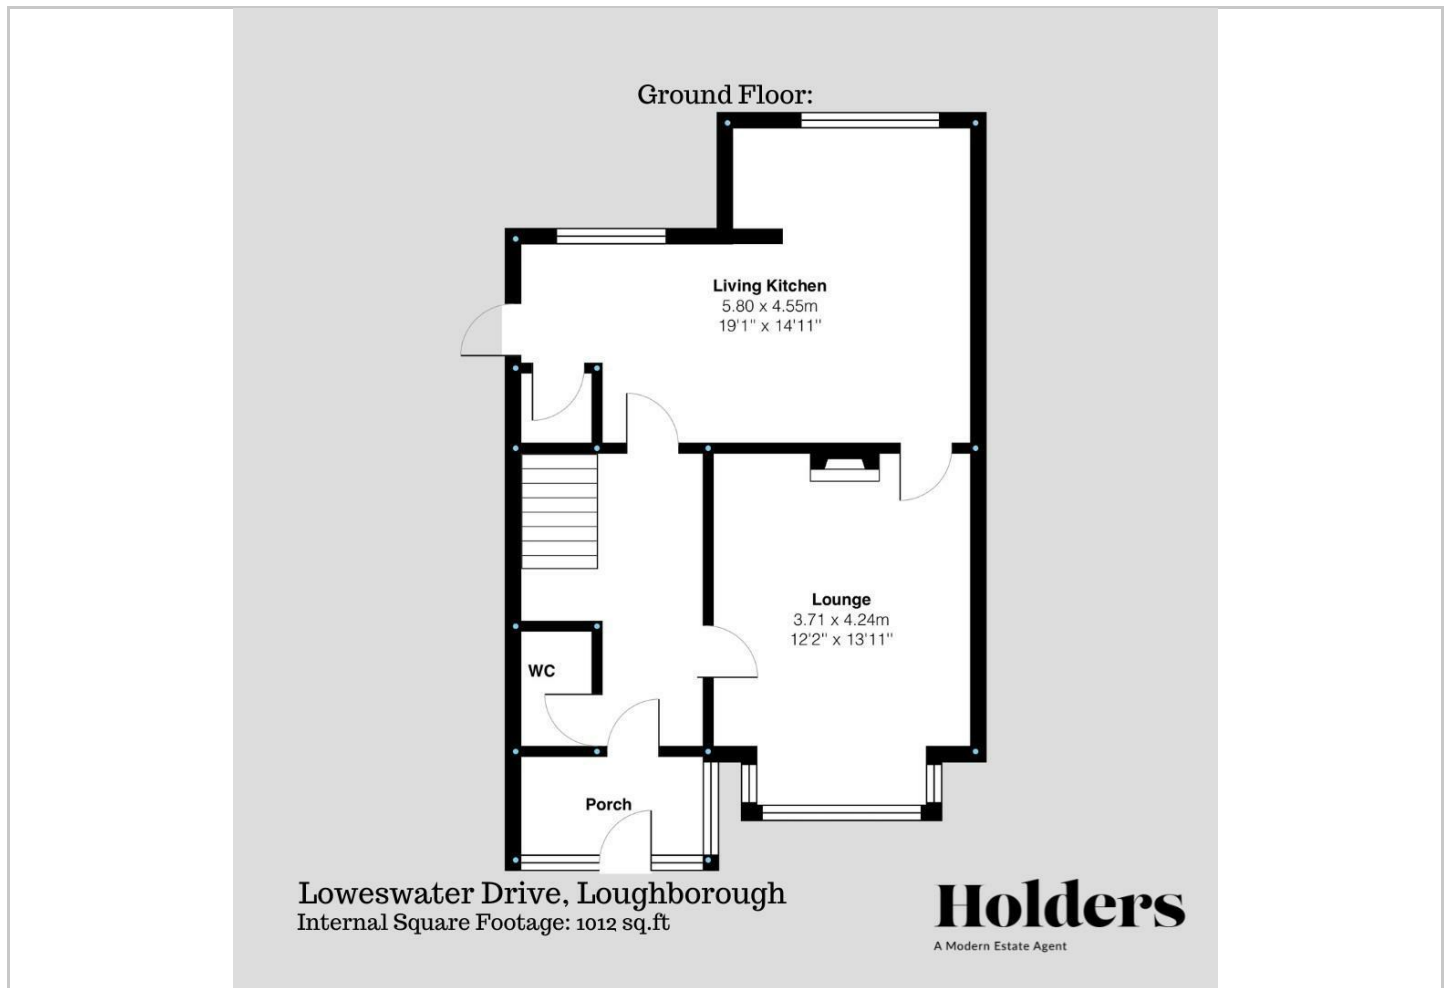 Ground Floor:
Living Kitchen
5.80 x 4.55m
19'1" x 14'11"
Lounge
3.71 x 4.24m
12'2" x 13'11"
WC
Porch
Loweswater Drive, Loughborough
Internal Square Footage: 1012 sq.ft
Holders
A Modern Estate Agent